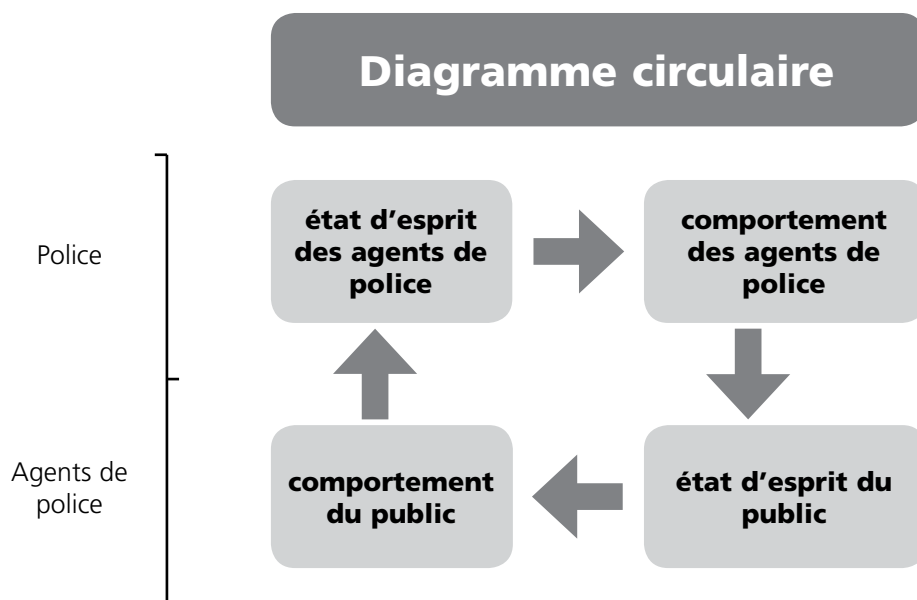 Diagramme circulaire
Police
état d'esprit
des agents de
police
comportement
des agents de
police
Agents de
police
comportement
du public
état d'esprit du
public